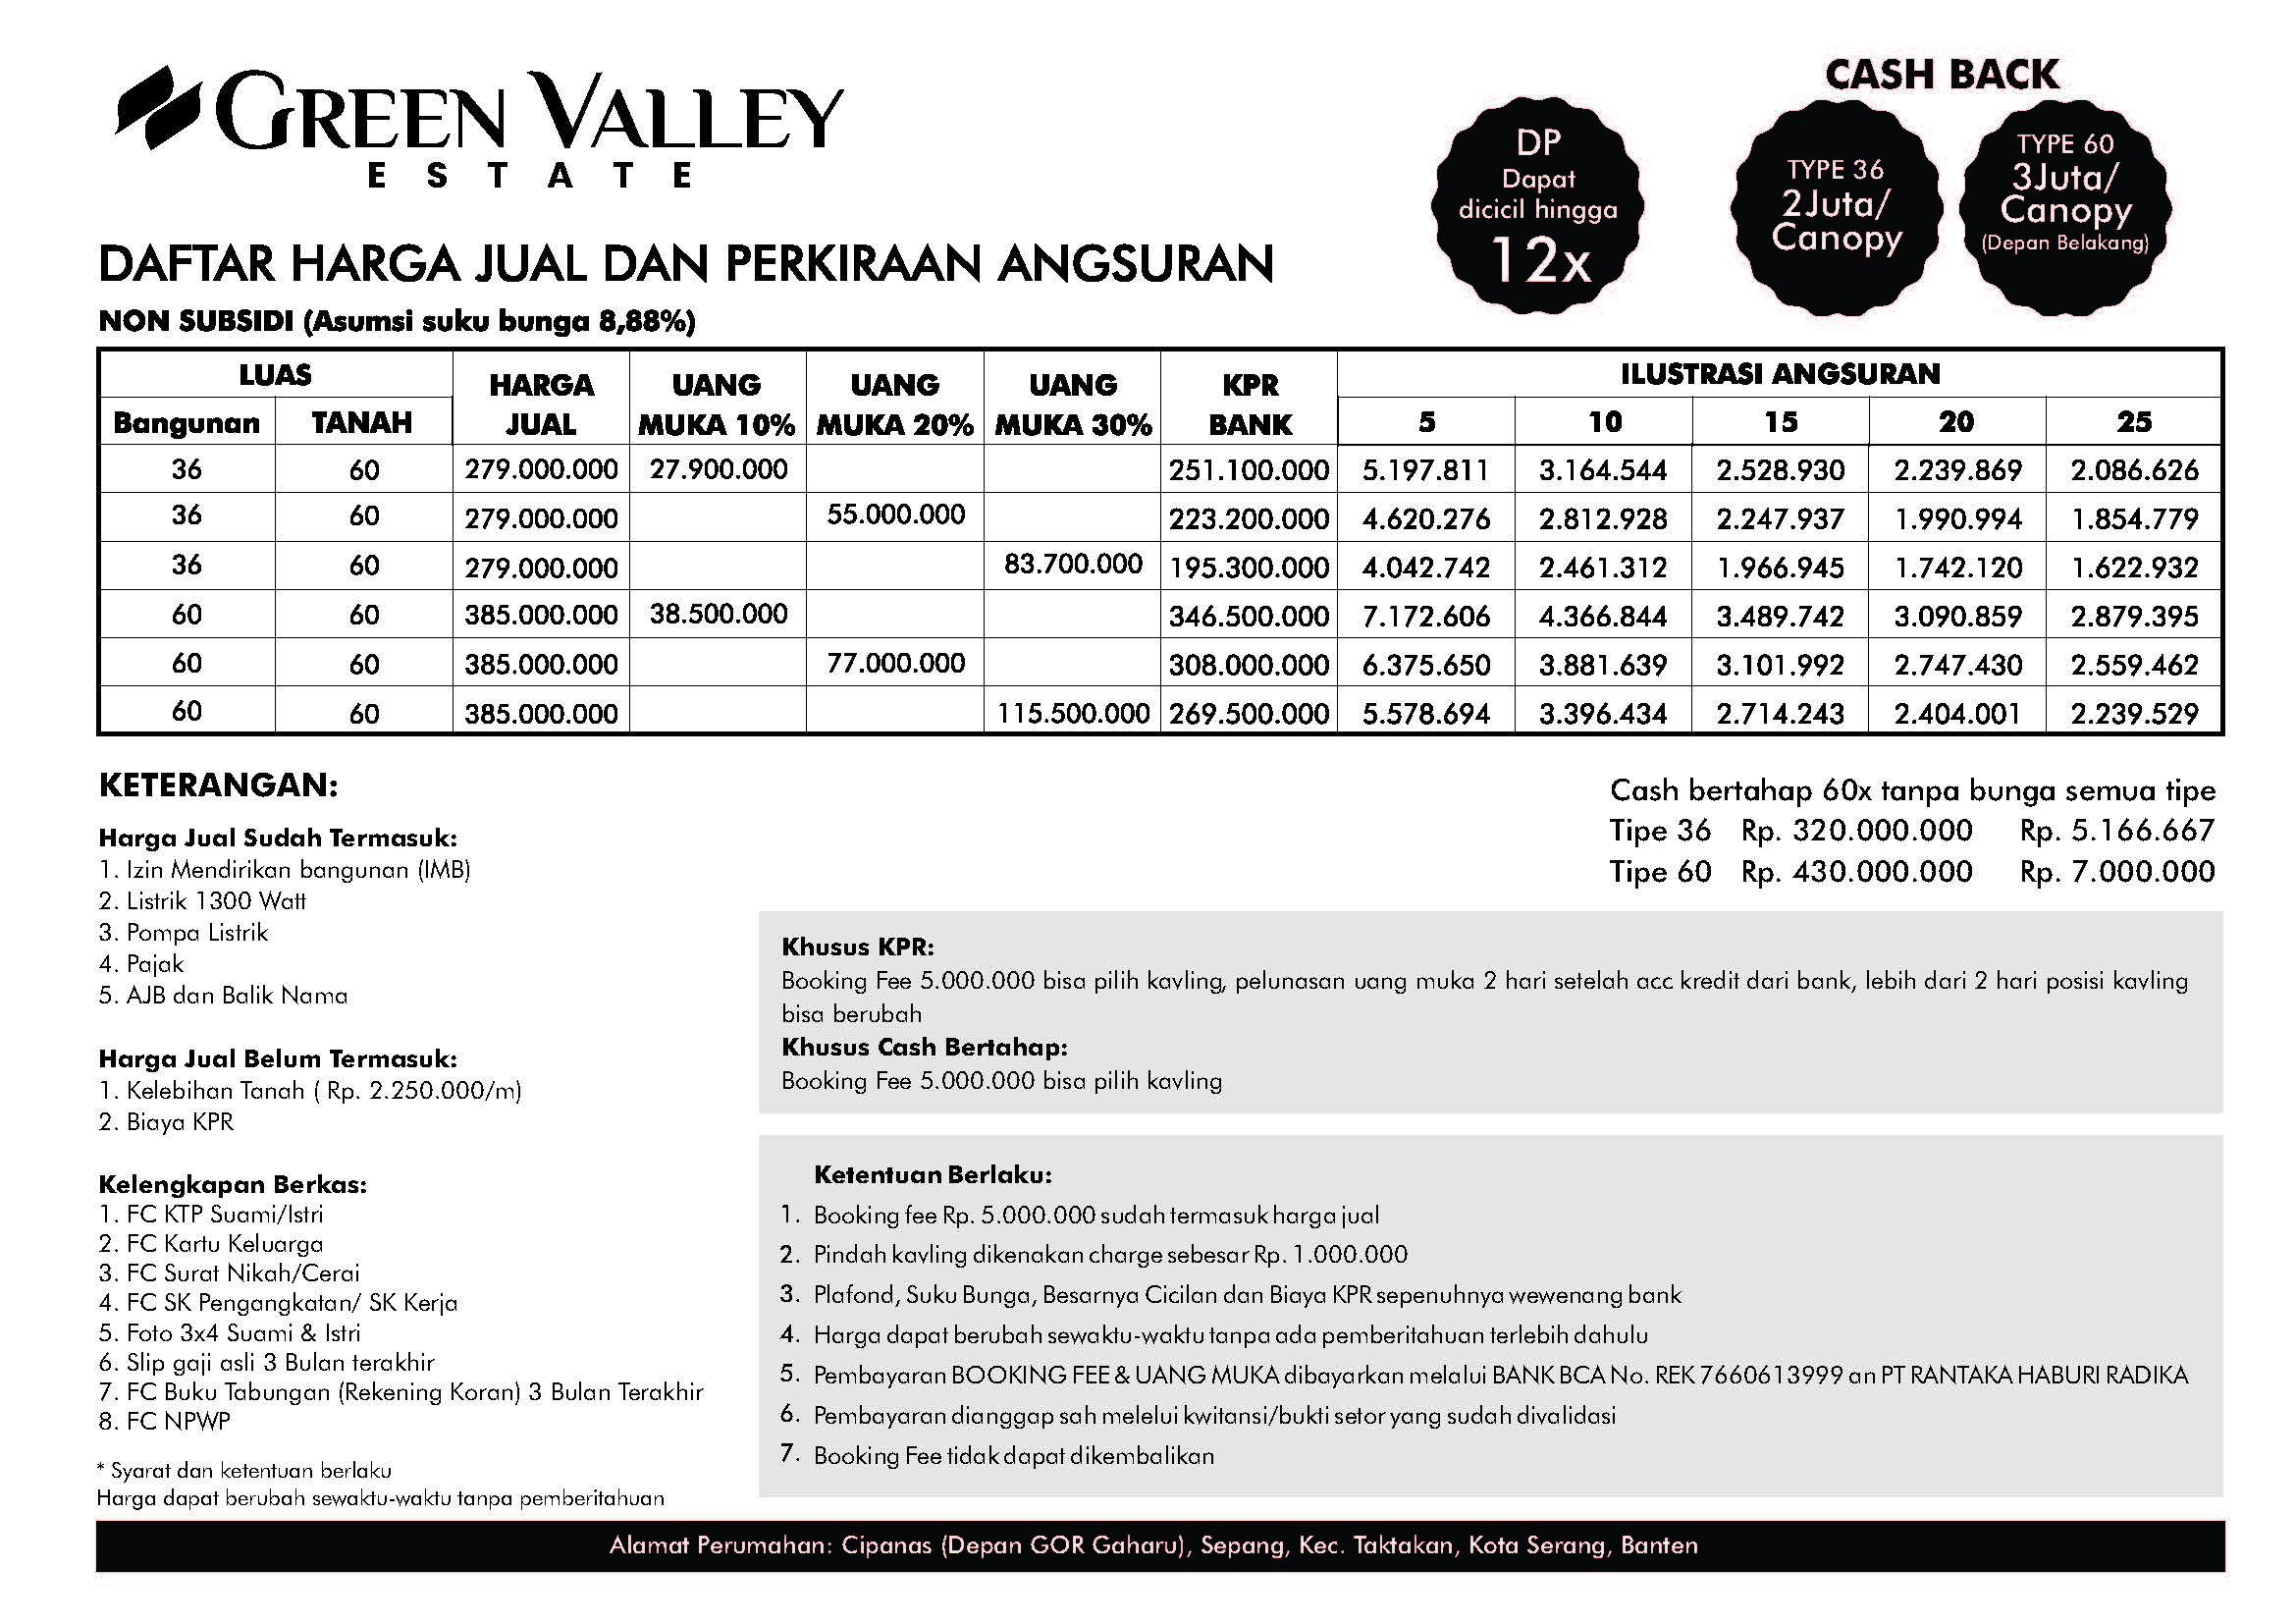 GREEN VALLEY
ESTATE
DAFTAR HARGA JUAL DAN PERKIRAAN ANGSURAN
NON SUBSIDI (Asumsi suku bunga 8,88%)
DP
Dapat
dicicil hingga
12x
CASH BACK
TYPE 36
2Juta/
Canopy
TYPE 60
3Juta/
Canopy
(Depan Belakang)
LUAS HARGA JUAL UANG MUKA 10% UANG MUKA 20% UANG MUKA 30% KPR BANK ILUSTRASI ANGSURAN
Bangunan TANAH 5 10 15 20 25
36 60 279.000.000 27.900.000 251.100.000 5.197.811 3.164.544 2.528.930 2.239.869 2.086.626
36 60 279.000.000 55.000.000 223.200.000 4.620.276 2.812.928 2.247.937 1.990.994 1.854.779
36 60 279.000.000 83.700.000 195.300.000 4.042.742 2.461.312 1.966.945 1.742.120 1.622.932
60 60 385.000.000 38.500.000 346.500.000 7.172.606 4.366.844 3.489.742 3.090.859 2.879.395
60 60 385.000.000 77.000.000 308.000.000 6.375.650 3.881.639 3.101.992 2.747.430 2.559.462
60 60 385.000.000 115.500.000 269.500.000 5.578.694 3.396.434 2.714.243 2.404.001 2.239.529
KETERANGAN:
Harga Jual Sudah Termasuk:
1. Izin Mendirikan bangunan (IMB)
2. Listrik 1300 Watt
3. Pompa Listrik
4. Pajak
5. AJB dan Balik Nama
Harga Jual Belum Termasuk:
1. Kelebihan Tanah ( Rp. 2.250.000/m)
2. Biaya KPR
Kelengkapan Berkas:
1. FC KTP Suami/Istri
2. FC Kartu Keluarga
3. FC Surat Nikah/Cerai
4. FC SK Pengangkatan/ SK Kerja
5. Foto 3x4 Suami & Istri
6. Slip gaji asli 3 Bulan terakhir
7. FC Buku Tabungan (Rekening Koran) 3 Bulan Terakhir
8. FC NPWP
* Syarat dan ketentuan berlaku
Harga dapat berubah sewaktu-waktu tanpa pemberitahuan
Cash bertahap 60x tanpa bunga semua tipe
Tipe 36 Rp. 320.000.000 Rp. 5.166.667
Tipe 60 Rp. 430.000.000 Rp. 7.000.000
Khusus KPR:
Booking Fee 5.000.000 bisa pilih kavling, pelunasan uang muka 2 hari setelah acc kredit dari bank, lebih dari 2 hari posisi kavling
bisa berubah
Khusus Cash Bertahap:
Booking Fee 5.000.000 bisa pilih kavling
Ketentuan Berlaku:
1. Booking fee Rp. 5.000.000 sudah termasuk harga jual
2. Pindah kavling dikenakan charge sebesar Rp. 1.000.000
3. Plafond, Suku Bunga, Besarnya Cicilan dan Biaya KPR sepenuhnya wewenang bank
4. Harga dapat berubah sewaktu-waktu tanpa ada pemberitahuan terlebih dahulu
5. Pembayaran BOOKING FEE & UANG MUKA dibayarkan melalui BANK BCA No. REK 7660613999 an PT RANTAKA HABURI RADIKA
6. Pembayaran dianggap sah melelui kwitansi/bukti setor yang sudah divalidasi
7. Booking Fee tidak dapat dikembalikan
Alamat Perumahan: Cipanas (Depan GOR Gaharu), Sepang, Kec. Taktakan, Kota Serang, Banten